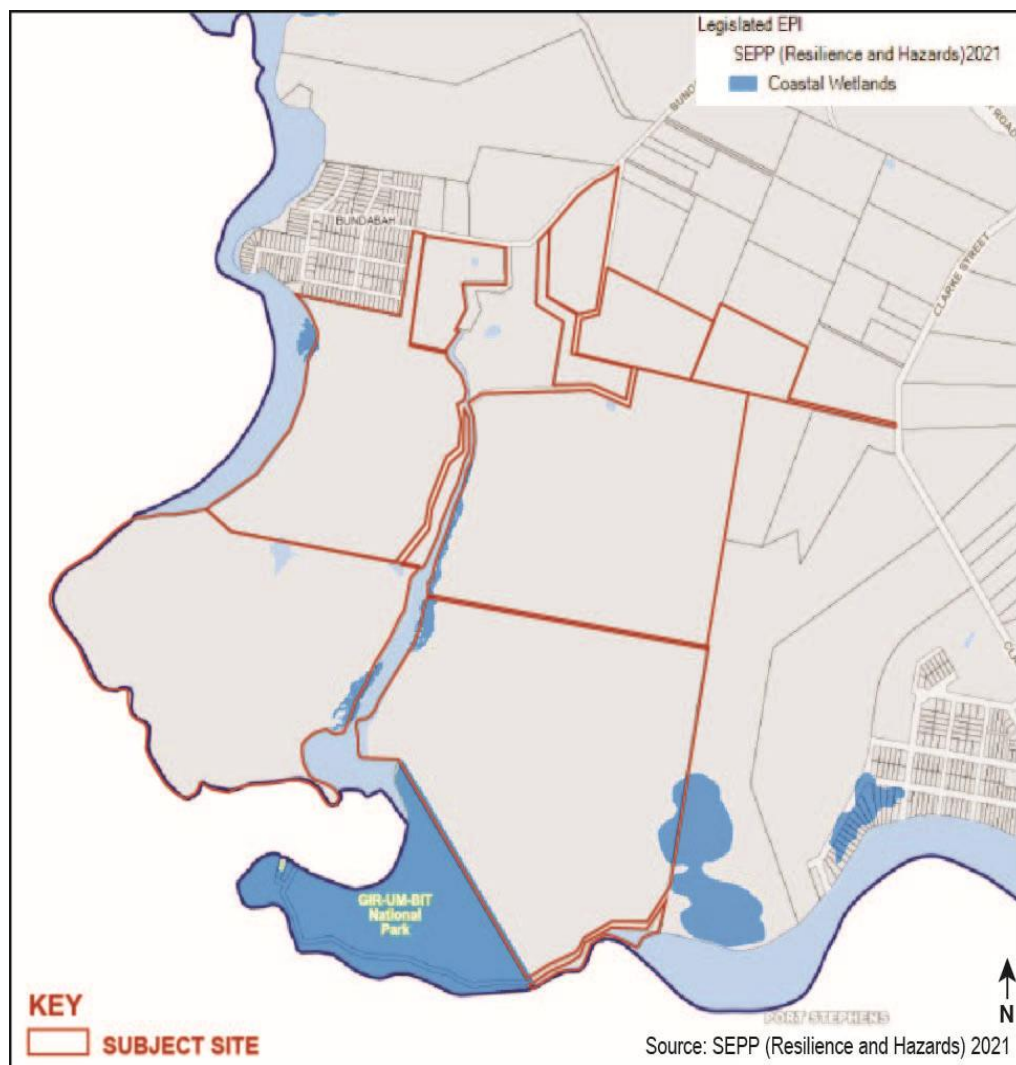 Legislated EPI
SEPP (Resilience and Hazards)2021
Coastal Wetlands
BUNDABAH
CLARKE STREET
GIR-UM-BIT
National
Park
KEY
SUBJECT SITE
N
PORT STEPHENS
Source: SEPP (Resilience and Hazards) 2021